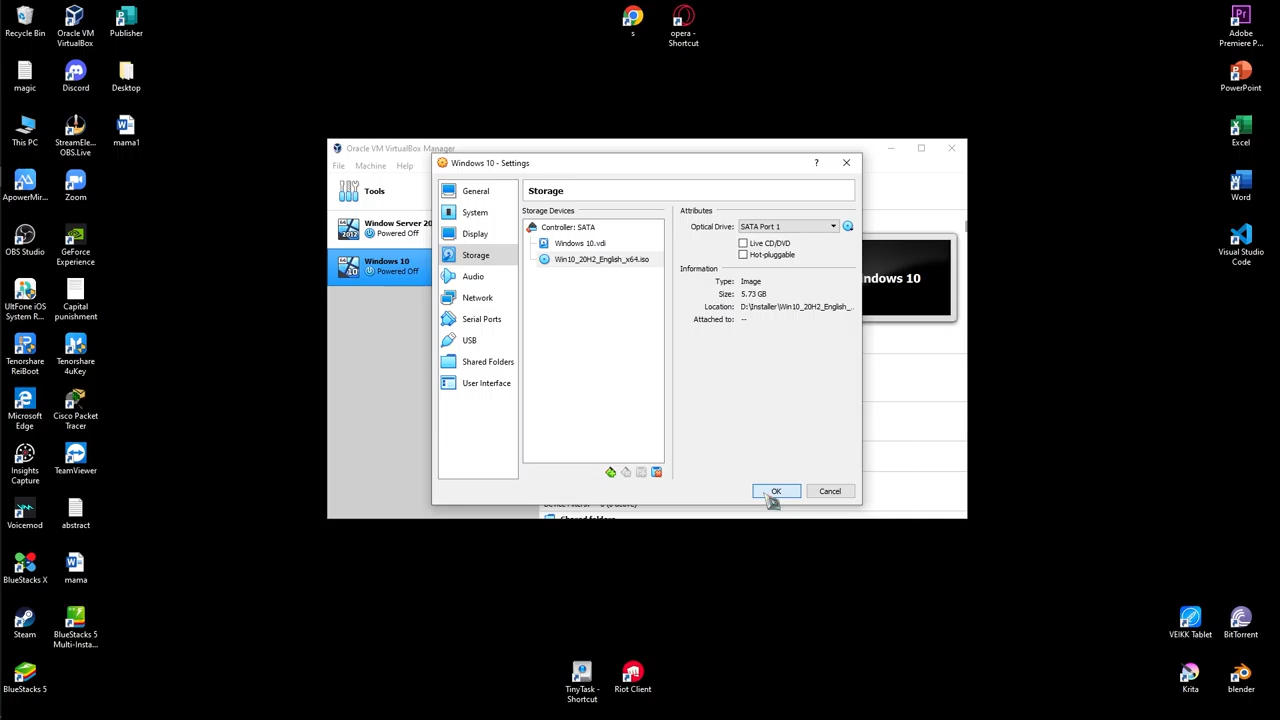 Recycle Bin
Oracle VM
VirtualBox
Publisher
s
opera -
Shortcut
Adobe
Premiere P...
magic
Discord
Desktop
PowerPoint
This PC
StreamEle...
OBS.Live
mama1
Excel
ApowerMir...
Zoom
Word
OBS Studio
GeForce
Experience
Visual Studio
Code
UltFone iOS
System R...
Capital
punishment
Tenorshare
ReiBoot
Tenorshare
4uKey
Microsoft
Edge
Cisco Packet
Tracer
Insights
Capture
TeamViewer
Voicemod
abstract
BlueStacks X
mama
Steam
BlueStacks 5
Multi-Insta...
BlueStacks 5
TinyTask -
Shortcut
Riot Client
VEIKK Tablet
BitTorrent
Krita
blender
Oracle VM VirtualBox Manager
File Machine Help
Tools
Window Server 20
Powered Off
Windows 10
Powered Off
ndows 10
Windows 10 - Settings
?
General
System
Display
Storage
Audio
Network
Serial Ports
USB
Shared Folders
User Interface
Storage
Storage Devices
Controller: SATA
Windows 10.vdi
Win10_20H2_English_x64.iso
Attributes
Optical Drive: SATA Port 1
Live CD/DVD
Hot-pluggable
Information
Type: Image
Size: 5.73 GB
Location: D:\Installer\Win10_20H2_English_...
Attached to: --
OK Cancel
Shared folders